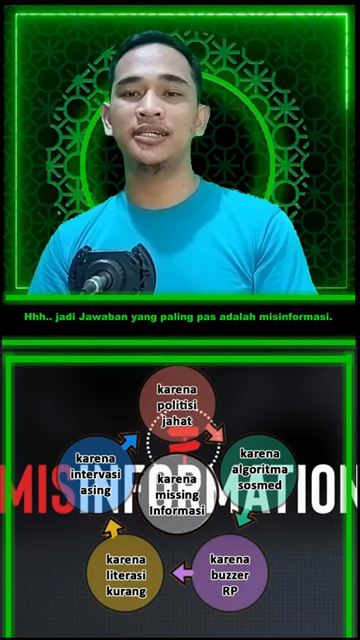 Hhh.. jadi Jawaban yang paling pas adalah misinformasi.
karena
politisi
jahat
karena
intervasi
asing
karena
algoritma
sosmed
karena
missing
Informasi
MISINFORMATION
karena
literasi
kurang
karena
buzzer
RP